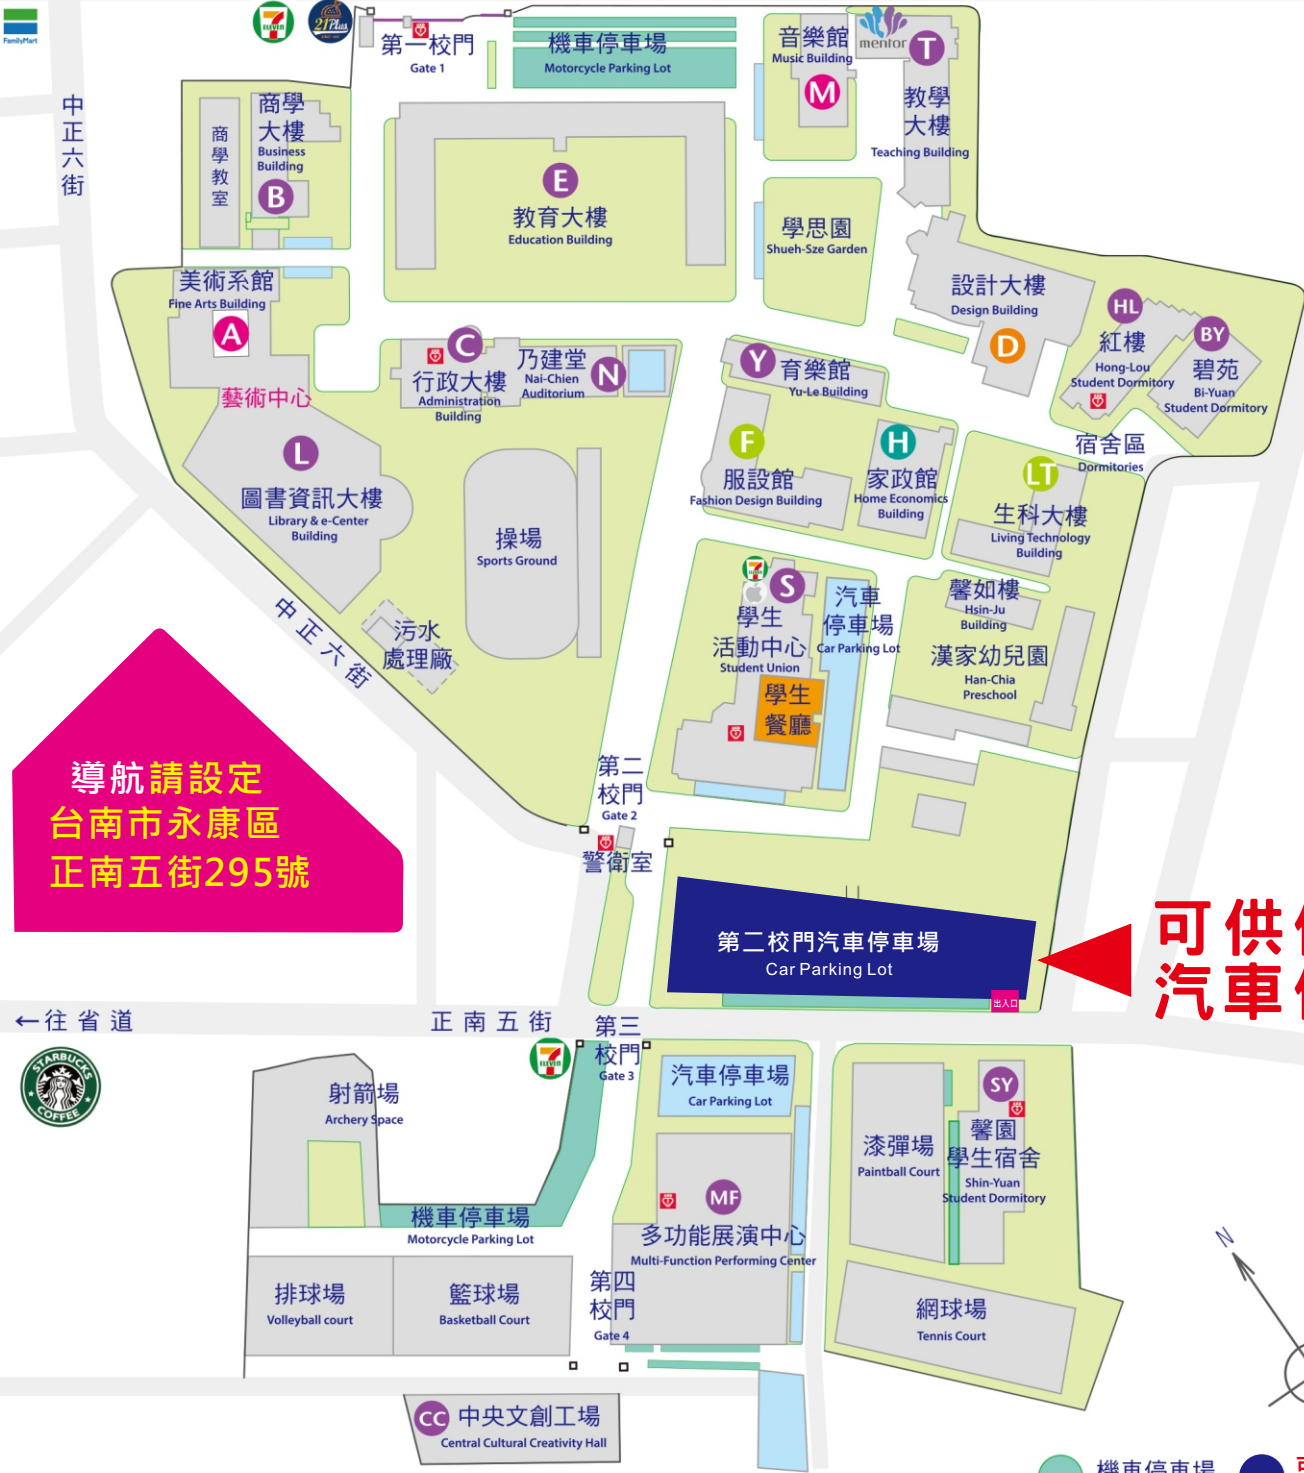 FamilyMart
7 ELEVEN
21Plus
第一校門
Gate 1
機車停車場
Motorcycle Parking Lot
音樂館
Music Building
M
mentor
T
教學
大樓
Teaching Building
中正六街
商學教室
商學
大樓
Business
Building
B
E
教育大樓
Education Building
學思園
Shueh-Sze Garden
美術系館
Fine Arts Building
A
藝術中心
C
行政大樓
Administration
Building
乃建堂
Nai-Chien
Auditorium
N
設計大樓
Design Building
D
HL
紅樓
Hong-Lou
Student Dormitory
BY
碧苑
Bi-Yuan
Student Dormitory
宿舍區
Dormitories
Y
育樂館
Yu-Le Building
F
服設館
Fashion Design Building
H
家政館
Home Economics
Building
LT
生科大樓
Living Technology
Building
L
圖書資訊大樓
Library & e-Center
Building
操場
Sports Ground
中正六街
污水
處理廠
7 ELEVEN
S
學生
活動中心
Student Union
學生
餐廳
汽車
停車場
Car Parking Lot
馨如樓
Hsin-Ju
Building
漢家幼兒園
Han-Chia
Preschool
導航請設定
台南市永康區
正南五街295號
第二
校門
Gate 2
警衛室
第二校門汽車停車場
Car Parking Lot
出入口
可供
汽車
←往省道
正南五街
第三
校門
Gate 3
7 ELEVEN
STARBUCKS
COFFEE
射箭場
Archery Space
機車停車場
Motorcycle Parking Lot
汽車停車場
Car Parking Lot
MF
多功能展演中心
Multi-Function Performing Center
漆彈場
Paintball Court
SY
馨園
學生宿舍
Shin-Yuan
Student Dormitory
排球場
Volleyball court
籃球場
Basketball Court
第四
校門
Gate 4
網球場
Tennis Court
N
CC
中央文創工場
Central Cultural Creativity Hall
機車停車場